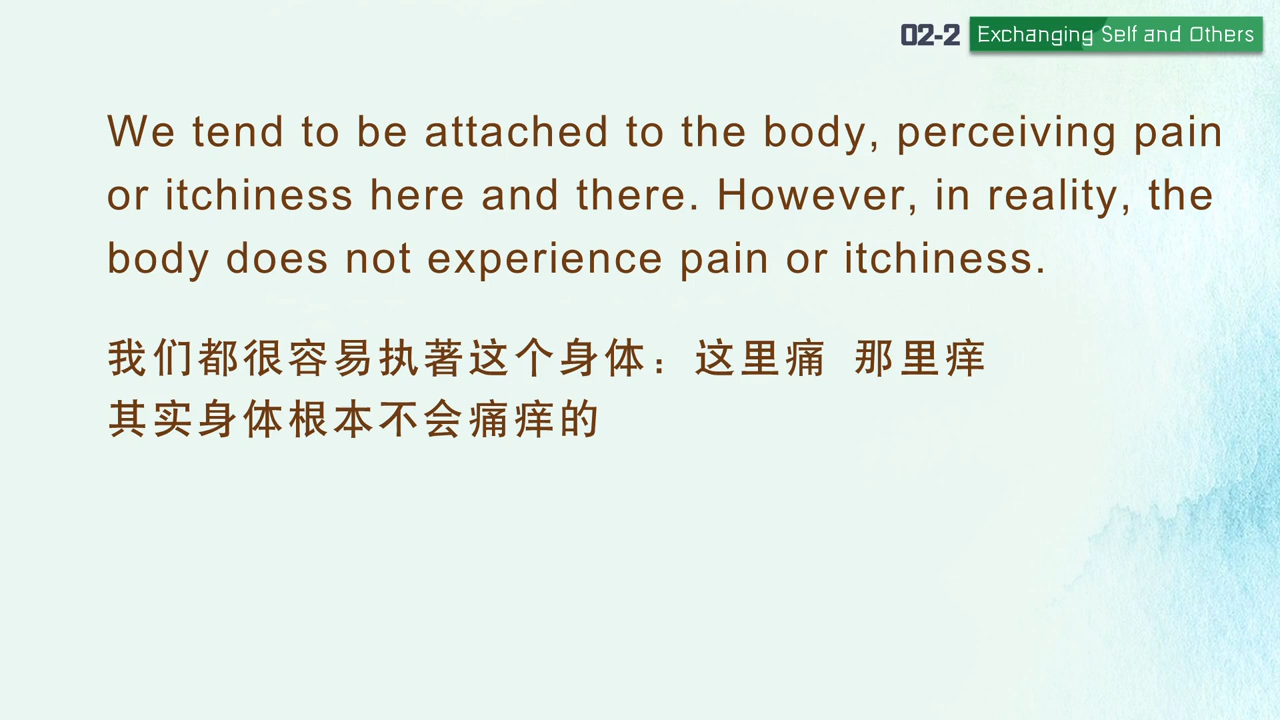 02-2 Exchanging Self and Others
We tend to be attached to the body, perceiving pain
or itchiness here and there. However, in reality, the
body does not experience pain or itchiness.
我们都很容易执著这个身体：这里痛 那里痒
其实身体根本不会痛痒的